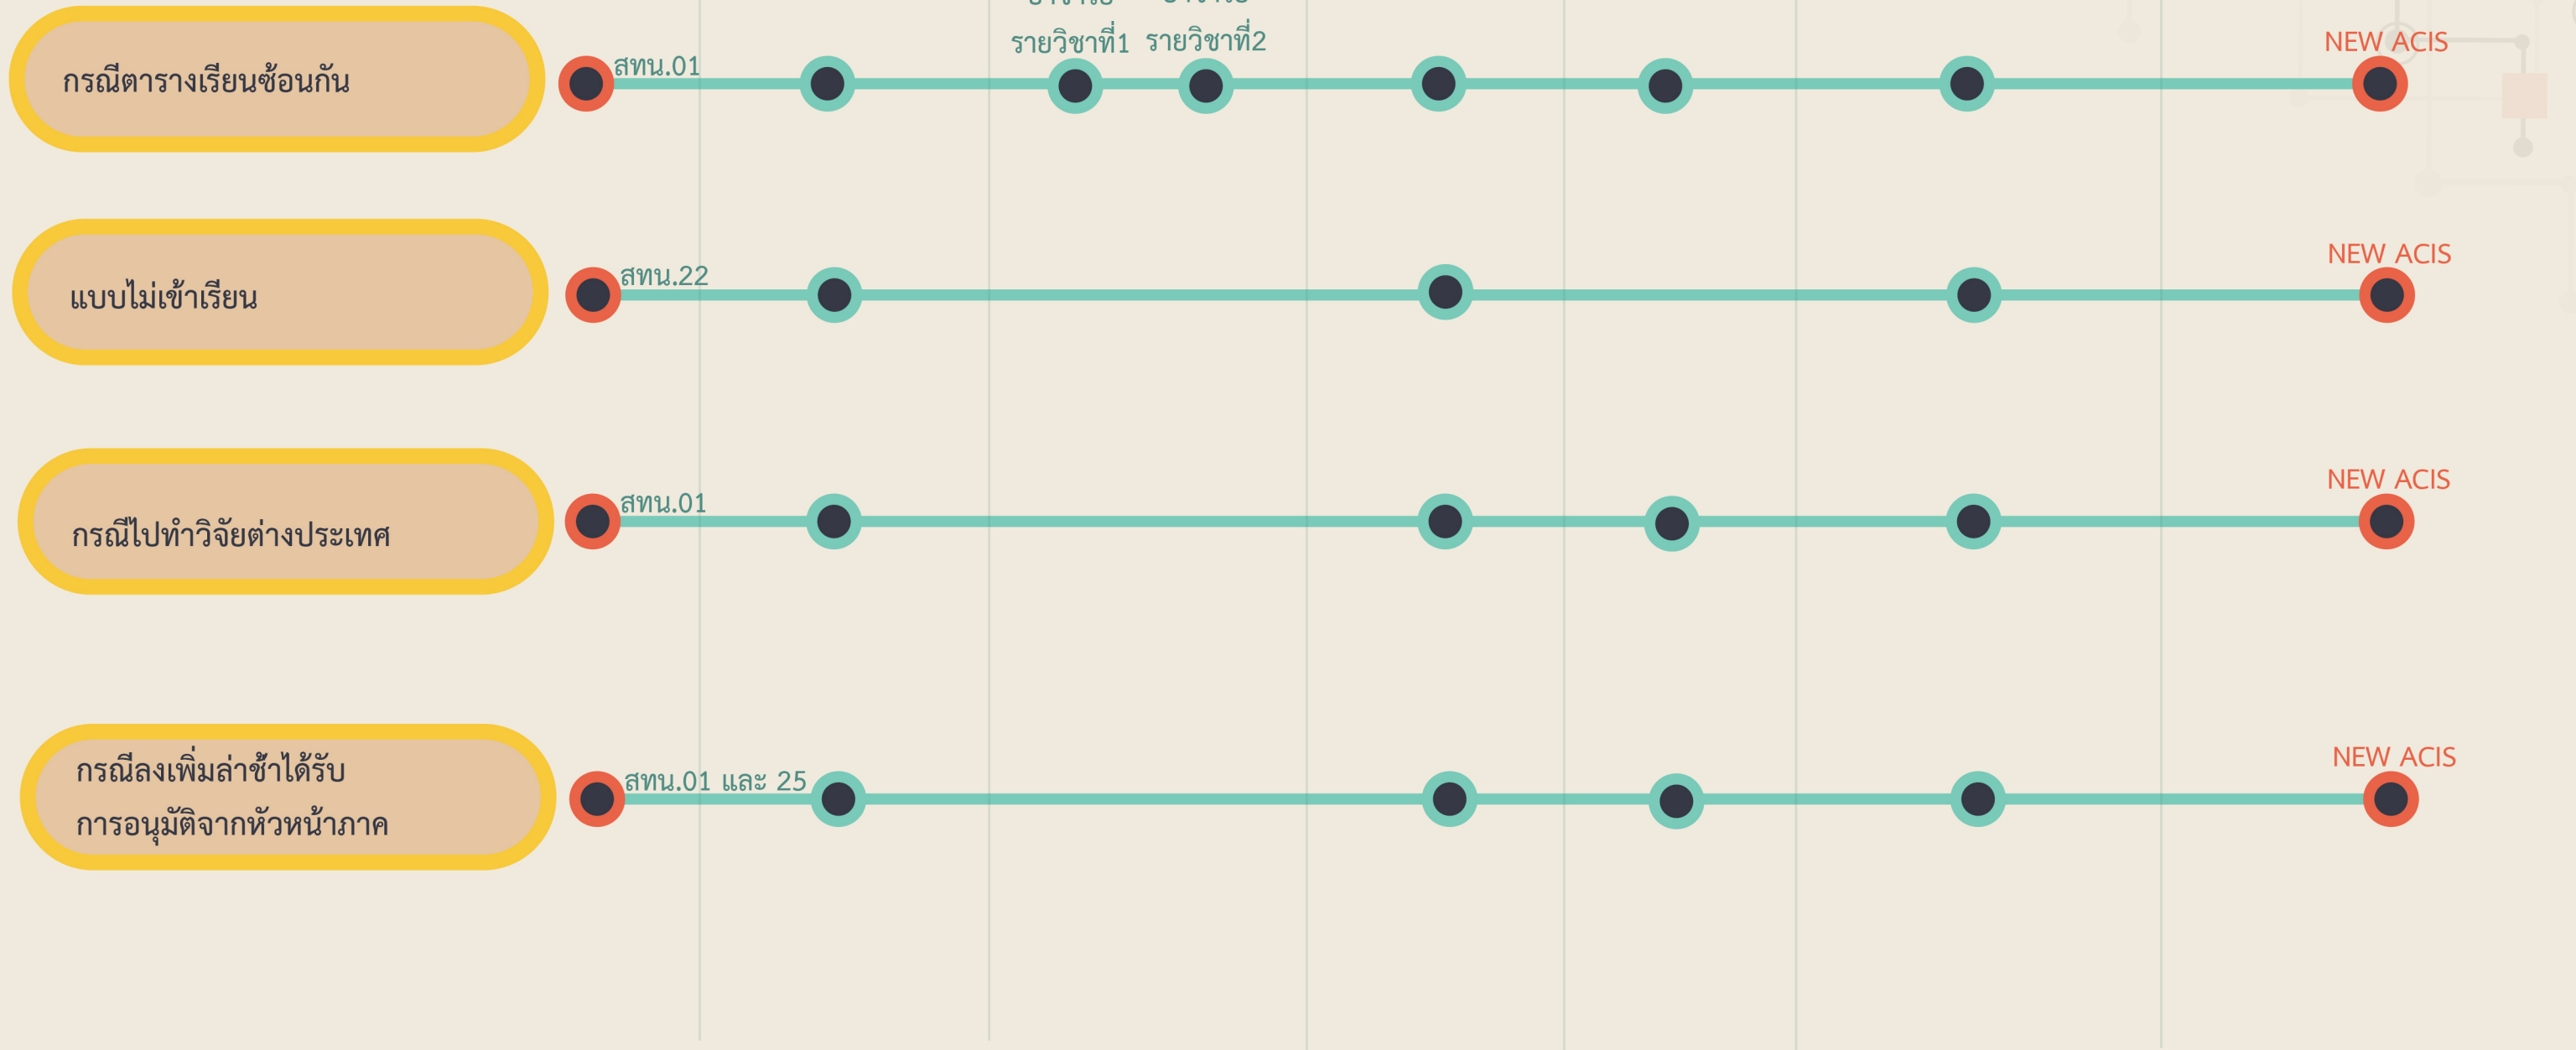 รายวิชาที่1 รายวิชาที่2
กรณีตารางเรียนซ้อนกัน สทน.01 NEW ACIS
แบบไม่เข้าเรียน สทน.22 NEW ACIS
กรณีไปทำวิจัยต่างประเทศ สทน.01 NEW ACIS
กรณีลงเพิ่มล่าช้าได้รับ
การอนุมัติจากหัวหน้าภาค
สทน.01 และ 25 NEW ACIS